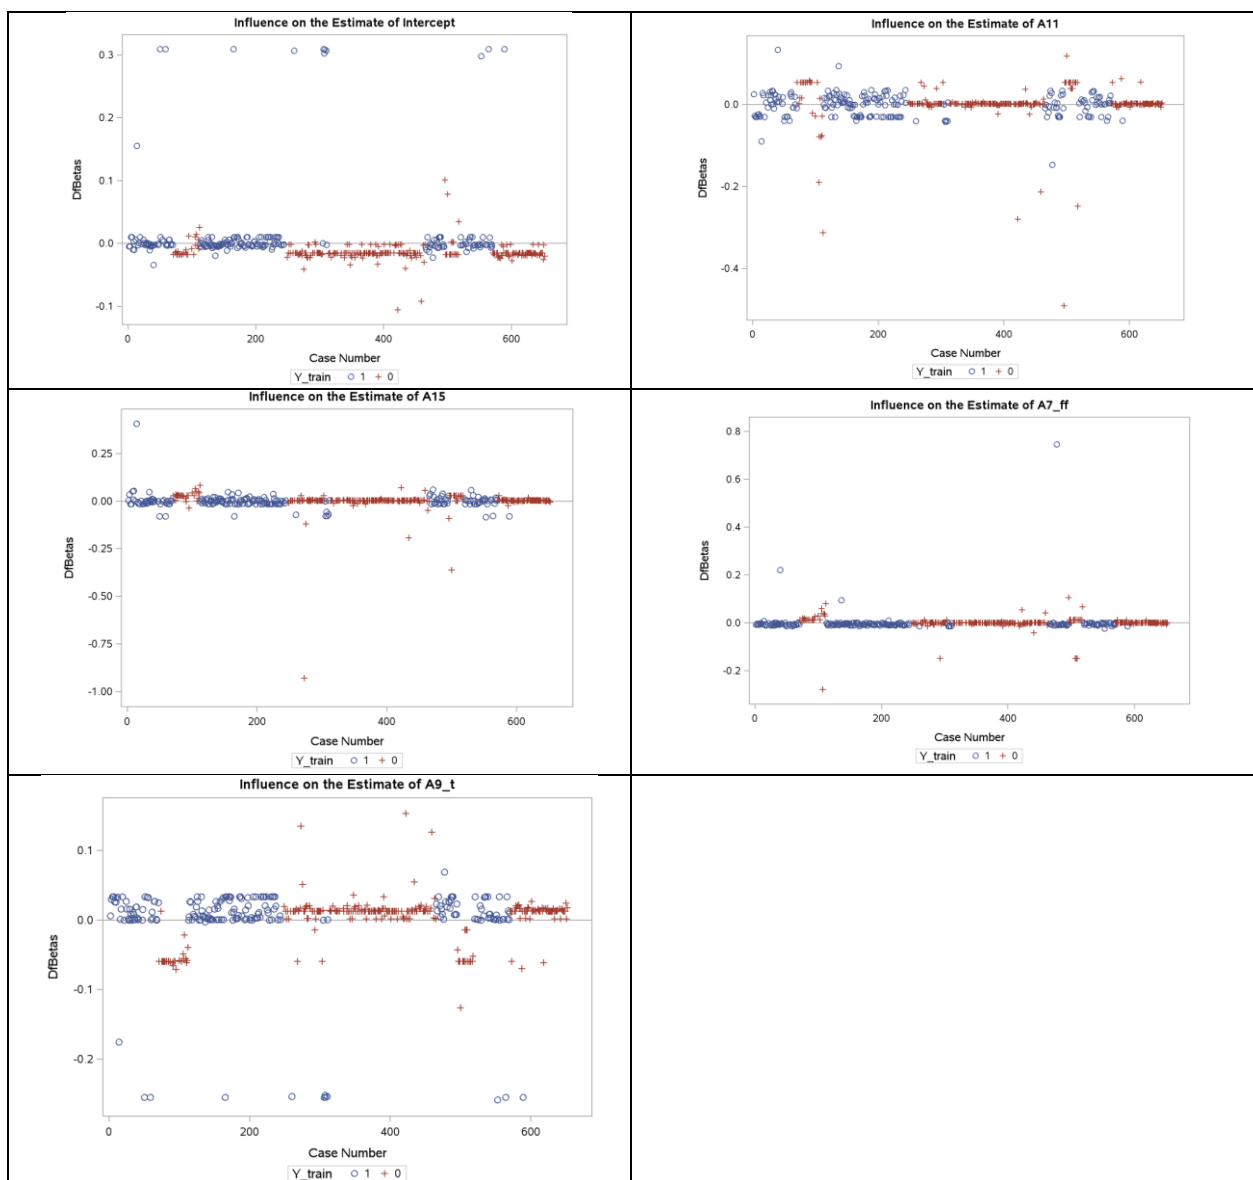 Influence on the Estimate of Intercept
0.3
0.2
0.1
0.0
-0.1
DfBetas
0 200 400 600
Case Number
Y_train 1 0
Influence on the Estimate of A11
0.0
-0.2
-0.4
DfBetas
0 200 400 600
Case Number
Y_train 1 0
Influence on the Estimate of A15
0.25
0.00
-0.25
-0.50
-0.75
-1.00
DfBetas
0 200 400 600
Case Number
Y_train 1 0
Influence on the Estimate of A7_ff
0.8
0.6
0.4
0.2
0.0
-0.2
DfBetas
0 200 400 600
Case Number
Y_train 1 0
Influence on the Estimate of A9_t
0.1
0.0
-0.1
-0.2
DfBetas
0 200 400 600
Case Number
Y_train 1 0